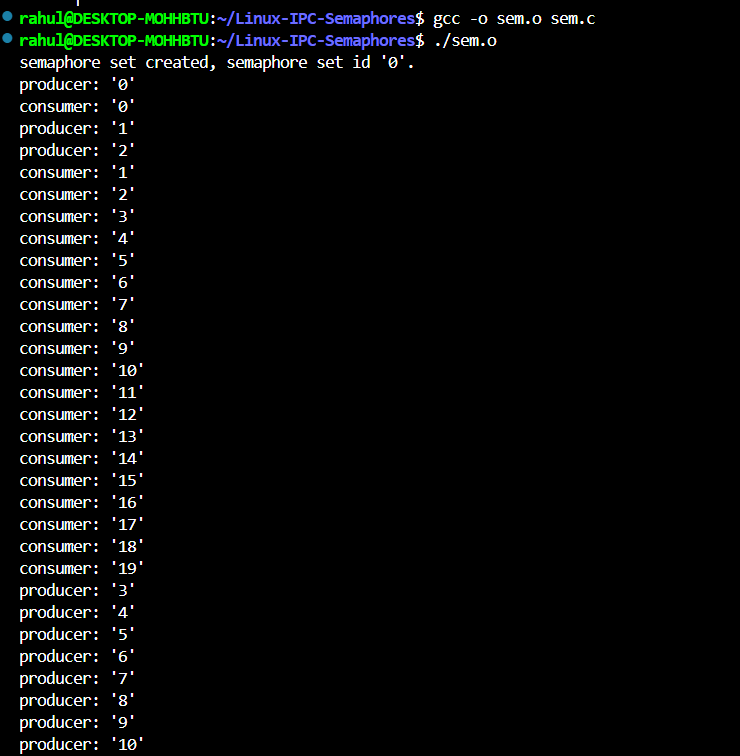 rahul@DESKTOP-MOHHBTU:~/Linux-IPC-Semaphores$ gcc -o sem.o sem.c
rahul@DESKTOP-MOHHBTU:~/Linux-IPC-Semaphores$ ./sem.o
semaphore set created, semaphore set id '0'.
producer: '0'
consumer: '0'
producer: '1'
producer: '2'
consumer: '1'
consumer: '2'
consumer: '3'
consumer: '4'
consumer: '5'
consumer: '6'
consumer: '7'
consumer: '8'
consumer: '9'
consumer: '10'
consumer: '11'
consumer: '12'
consumer: '13'
consumer: '14'
consumer: '15'
consumer: '16'
consumer: '17'
consumer: '18'
consumer: '19'
producer: '3'
producer: '4'
producer: '5'
producer: '6'
producer: '7'
producer: '8'
producer: '9'
producer: '10'